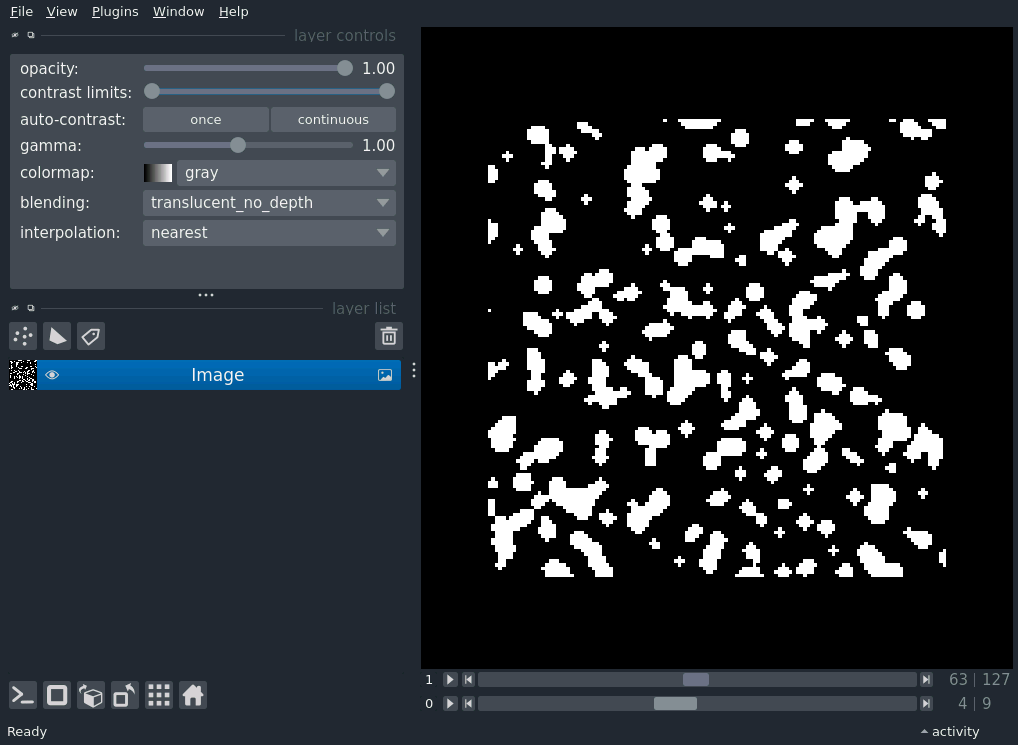 File View Plugins Window Help
layer controls
opacity: 1.00
contrast limits:
auto-contrast: once continuous
gamma: 1.00
colormap: gray
blending: translucent_no_depth
interpolation: nearest
layer list
Image
1 63 | 127
0 4 | 9
Ready activity